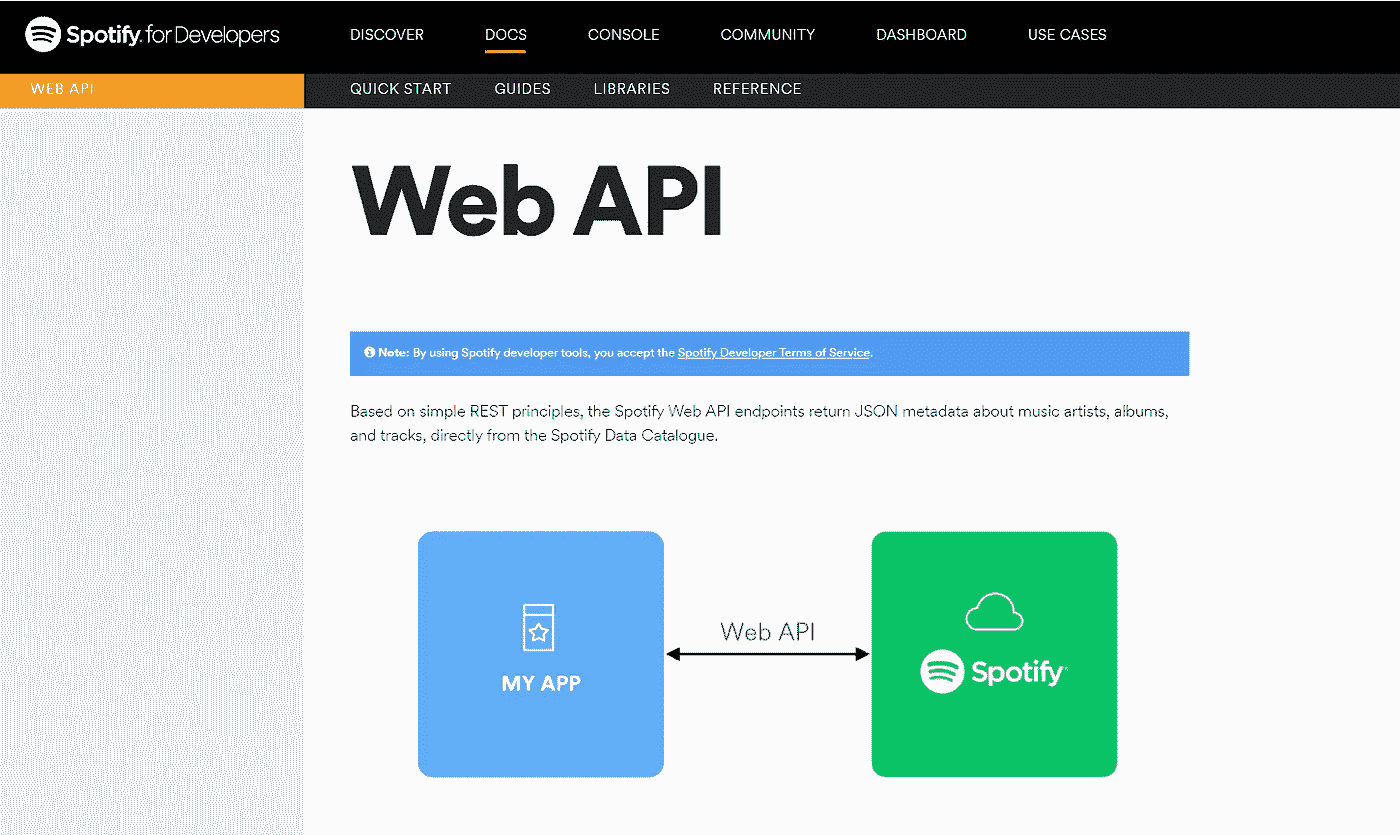 Spotify for Developers DISCOVER DOCS CONSOLE COMMUNITY DASHBOARD USE CASES
WEB API QUICK START GUIDES LIBRARIES REFERENCE
Web API
Note: By using Spotify developer tools, you accept the Spotify Developer Terms of Service.
Based on simple REST principles, the Spotify Web API endpoints return JSON metadata about music artists, albums,
and tracks, directly from the Spotify Data Catalogue.
Web API
MY APP
Spotify